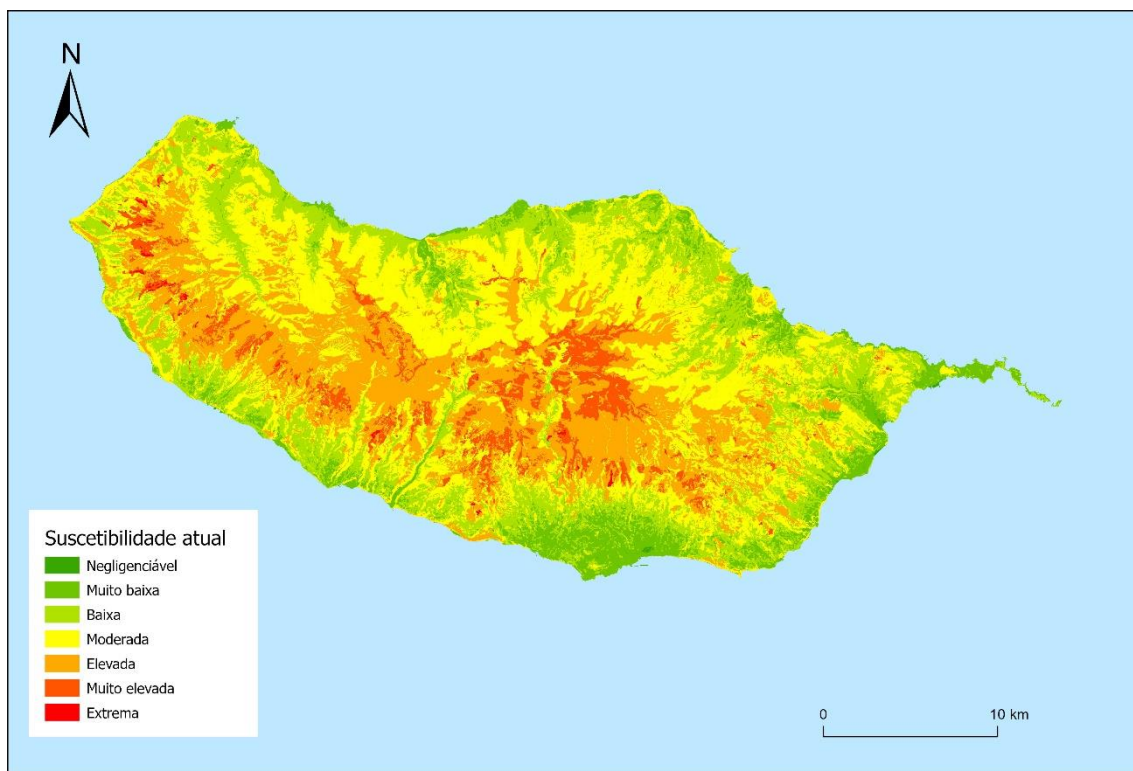 N
Suscetibilidade atual
Negligenciável
Muito baixa
Baixa
Moderada
Elevada
Muito elevada
Extrema
0 10 km